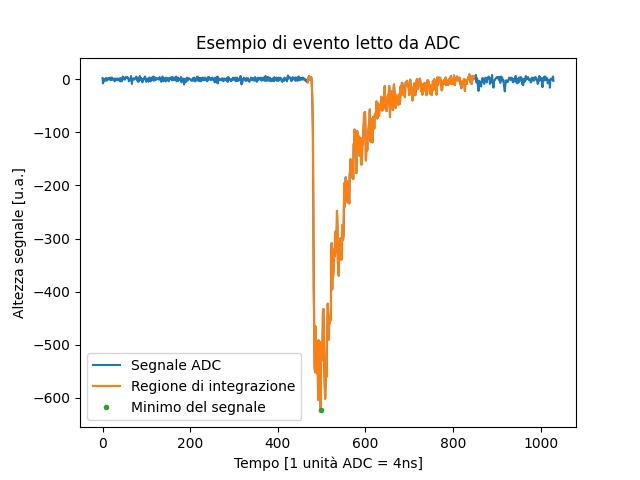 Esempio di evento letto da ADC
Altezza segnale [u.a.]
0
−100
−200
−300
−400
−500
−600
Segnale ADC
Regione di integrazione
Minimo del segnale
0 200 400 600 800 1000
Tempo [1 unità ADC = 4ns]